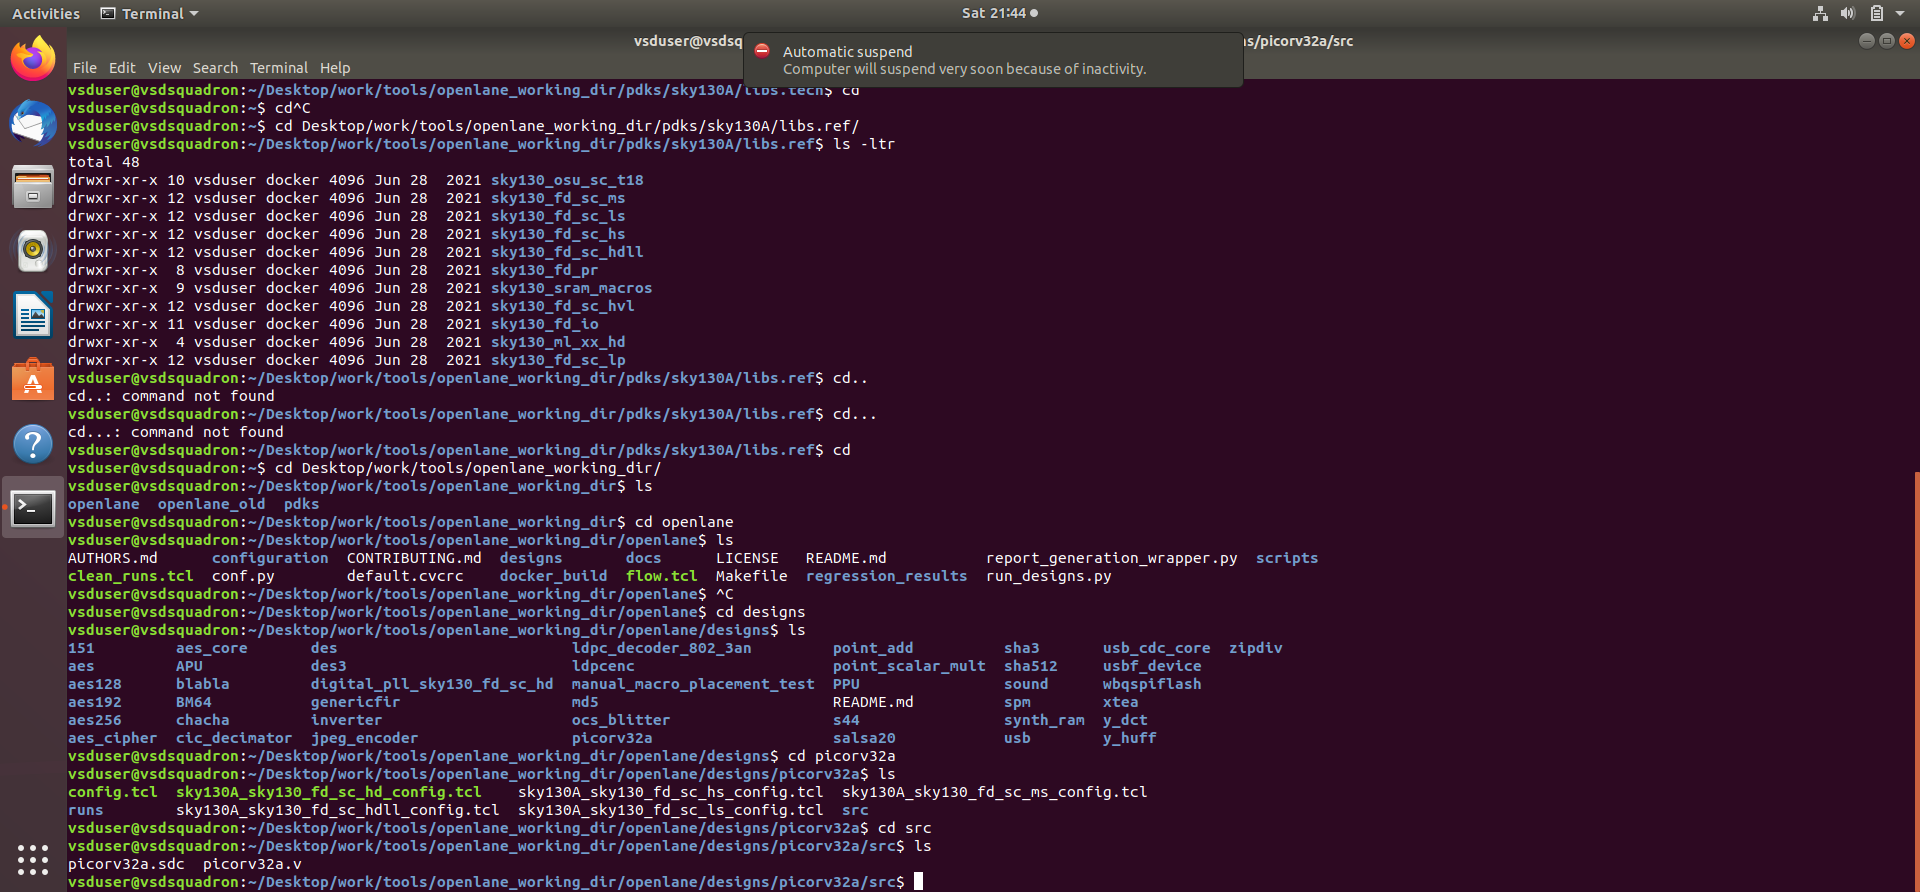 Activities Terminal Sat 21:44
vsduser@vsdsq ns/picorv32a/src
Automatic suspend
Computer will suspend very soon because of inactivity.
File Edit View Search Terminal Help
vsduser@vsdsquadron:~/Desktop/work/tools/openlane_working_dir/pdks/sky130A/libs.tech$ cd
vsduser@vsdsquadron:~$ cd^C
vsduser@vsdsquadron:~$ cd Desktop/work/tools/openlane_working_dir/pdks/sky130A/libs.ref/
vsduser@vsdsquadron:~/Desktop/work/tools/openlane_working_dir/pdks/sky130A/libs.ref$ ls -ltr
total 48
drwxr-xr-x 10 vsduser docker 4096 Jun 28  2021 sky130_osu_sc_t18
drwxr-xr-x 12 vsduser docker 4096 Jun 28  2021 sky130_fd_sc_ms
drwxr-xr-x 12 vsduser docker 4096 Jun 28  2021 sky130_fd_sc_ls
drwxr-xr-x 12 vsduser docker 4096 Jun 28  2021 sky130_fd_sc_hs
drwxr-xr-x 12 vsduser docker 4096 Jun 28  2021 sky130_fd_sc_hdll
drwxr-xr-x  8 vsduser docker 4096 Jun 28  2021 sky130_fd_pr
drwxr-xr-x  9 vsduser docker 4096 Jun 28  2021 sky130_sram_macros
drwxr-xr-x 12 vsduser docker 4096 Jun 28  2021 sky130_fd_sc_hvl
drwxr-xr-x 11 vsduser docker 4096 Jun 28  2021 sky130_fd_io
drwxr-xr-x  4 vsduser docker 4096 Jun 28  2021 sky130_ml_xx_hd
drwxr-xr-x 12 vsduser docker 4096 Jun 28  2021 sky130_fd_sc_lp
vsduser@vsdsquadron:~/Desktop/work/tools/openlane_working_dir/pdks/sky130A/libs.ref$ cd..
cd..: command not found
vsduser@vsdsquadron:~/Desktop/work/tools/openlane_working_dir/pdks/sky130A/libs.ref$ cd...
cd...: command not found
vsduser@vsdsquadron:~/Desktop/work/tools/openlane_working_dir/pdks/sky130A/libs.ref$ cd
vsduser@vsdsquadron:~$ cd Desktop/work/tools/openlane_working_dir/
vsduser@vsdsquadron:~/Desktop/work/tools/openlane_working_dir$ ls
openlane  openlane_old  pdks
vsduser@vsdsquadron:~/Desktop/work/tools/openlane_working_dir$ cd openlane
vsduser@vsdsquadron:~/Desktop/work/tools/openlane_working_dir/openlane$ ls
AUTHORS.md      configuration  CONTRIBUTING.md  designs       docs      LICENSE   README.md           report_generation_wrapper.py  scripts
clean_runs.tcl  conf.py        default.cvcrc    docker_build  flow.tcl  Makefile  regression_results  run_designs.py
vsduser@vsdsquadron:~/Desktop/work/tools/openlane_working_dir/openlane$ ^C
vsduser@vsdsquadron:~/Desktop/work/tools/openlane_working_dir/openlane$ cd designs
vsduser@vsdsquadron:~/Desktop/work/tools/openlane_working_dir/openlane/designs$ ls
151         aes_core       des                         ldpc_decoder_802_3an         point_add          sha3       usb_cdc_core  zipdiv
aes         APU            des3                        ldpcenc                      point_scalar_mult  sha512     usbf_device
aes128      blabla         digital_pll_sky130_fd_sc_hd  manual_macro_placement_test  PPU                sound      wbqspiflash
aes192      BM64           genericfir                  md5                          README.md          spm        xtea
aes256      chacha         inverter                    ocs_blitter                  s44                synth_ram  y_dct
aes_cipher  cic_decimator  jpeg_encoder                picorv32a                    salsa20            usb        y_huff
vsduser@vsdsquadron:~/Desktop/work/tools/openlane_working_dir/openlane/designs$ cd picorv32a
vsduser@vsdsquadron:~/Desktop/work/tools/openlane_working_dir/openlane/designs/picorv32a$ ls
config.tcl  sky130A_sky130_fd_sc_hd_config.tcl    sky130A_sky130_fd_sc_hs_config.tcl  sky130A_sky130_fd_sc_ms_config.tcl
runs        sky130A_sky130_fd_sc_hdll_config.tcl  sky130A_sky130_fd_sc_ls_config.tcl  src
vsduser@vsdsquadron:~/Desktop/work/tools/openlane_working_dir/openlane/designs/picorv32a$ cd src
vsduser@vsdsquadron:~/Desktop/work/tools/openlane_working_dir/openlane/designs/picorv32a/src$ ls
picorv32a.sdc  picorv32a.v
vsduser@vsdsquadron:~/Desktop/work/tools/openlane_working_dir/openlane/designs/picorv32a/src$